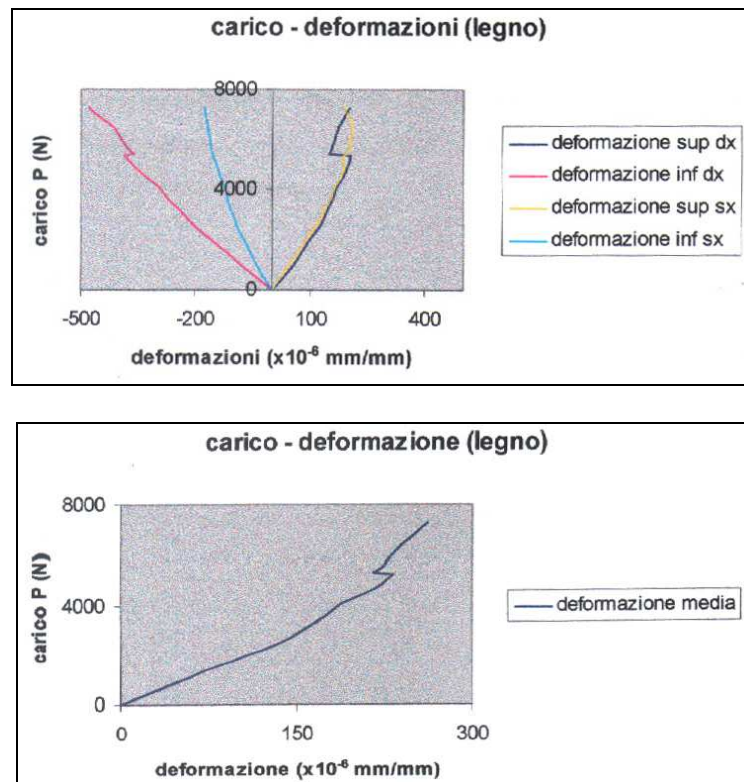 carico - deformazioni (legno)
8000
4000
0
carico P (N)
-500 -200 100 400
deformazioni (x10⁻⁶ mm/mm)
deformazione sup dx
deformazione inf dx
deformazione sup sx
deformazione inf sx
carico - deformazione (legno)
8000
4000
0
carico P (N)
0 150 300
deformazione (x10⁻⁶ mm/mm)
deformazione media